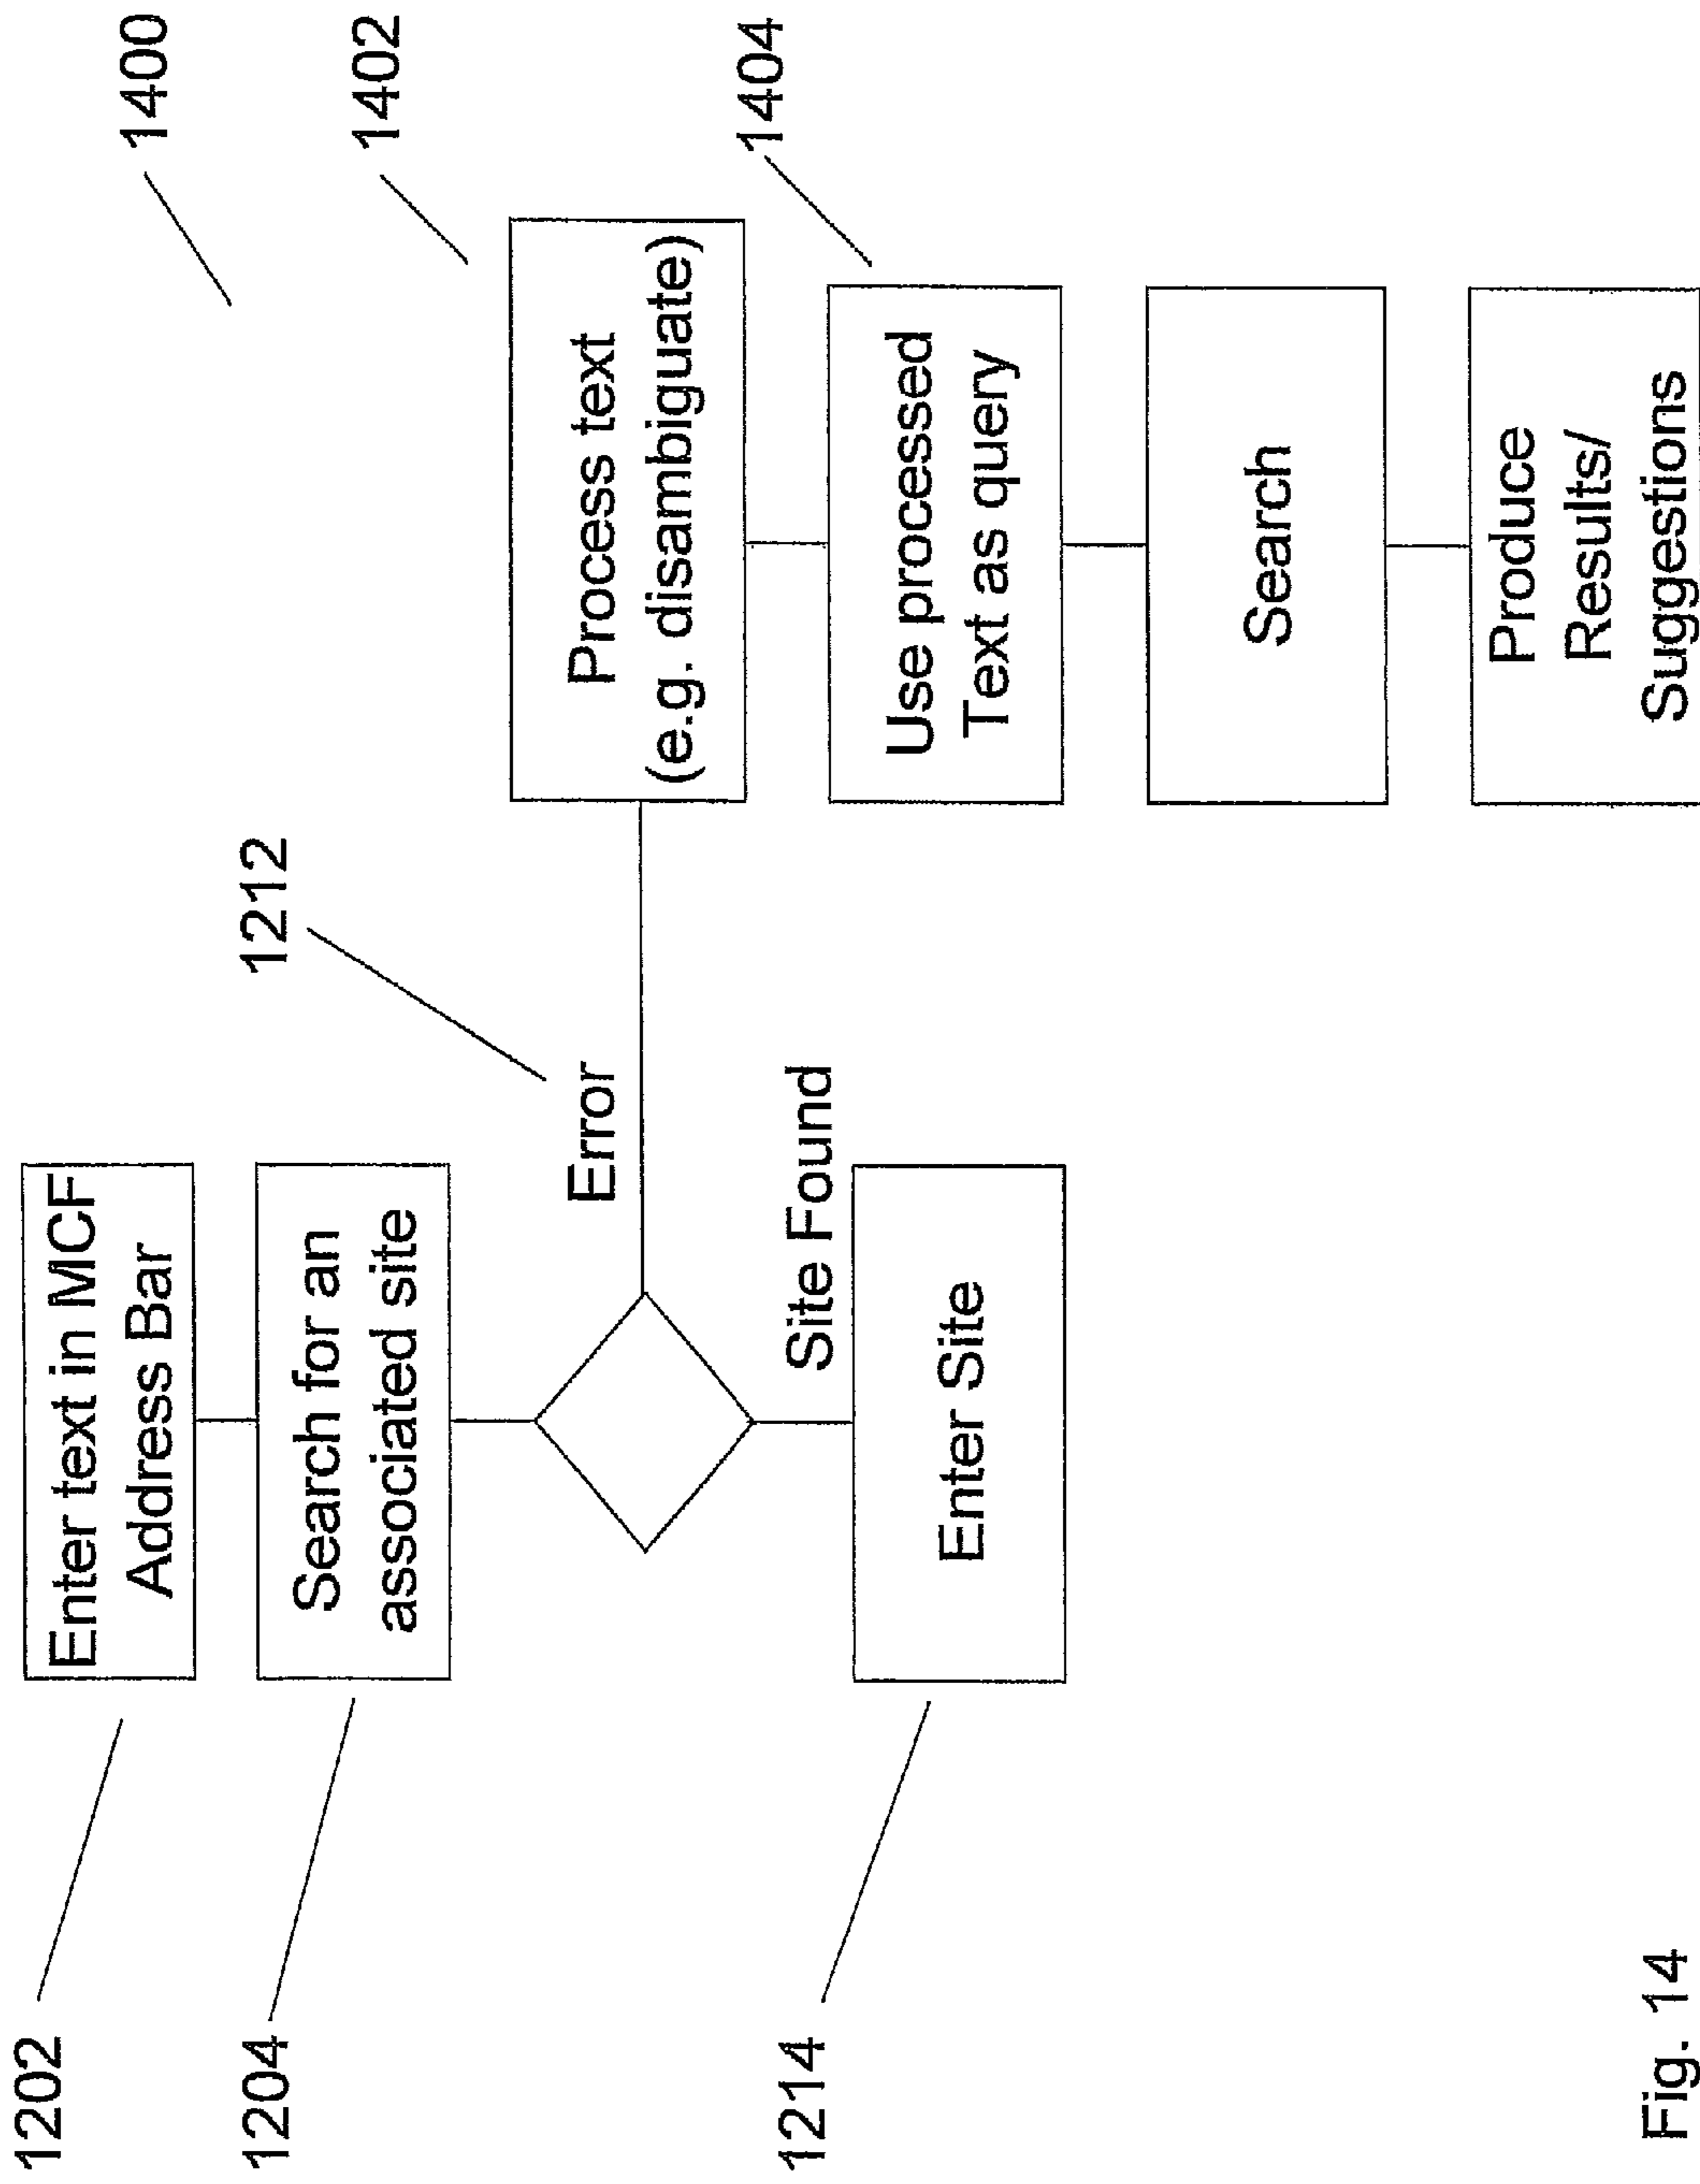 1400
1202
Enter text in MCF
Address Bar
1204
Search for an
associated site
1212
1402
Error
Process text
(e.g. disambiguate)
1214
Site Found
Enter Site
1404
Use processed
Text as query
Search
Produce
Results/
Suggestions
Fig. 14